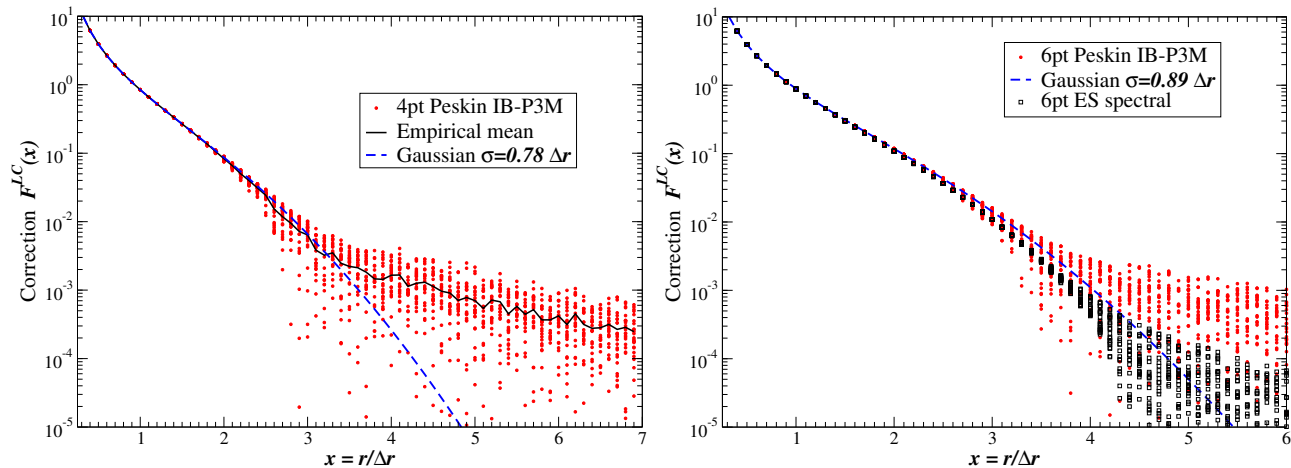 10^1
10^0
10^-1
10^-2
10^-3
10^-4
10^-5
Correction F^LC(x)
4pt Peskin IB-P3M
Empirical mean
Gaussian σ=0.78 Δr
1 2 3 4 5 6 7
x = r/Δr
10^1
10^0
10^-1
10^-2
10^-3
10^-4
10^-5
Correction F^LC(x)
6pt Peskin IB-P3M
Gaussian σ=0.89 Δr
6pt ES spectral
1 2 3 4 5 6
x = r/Δr